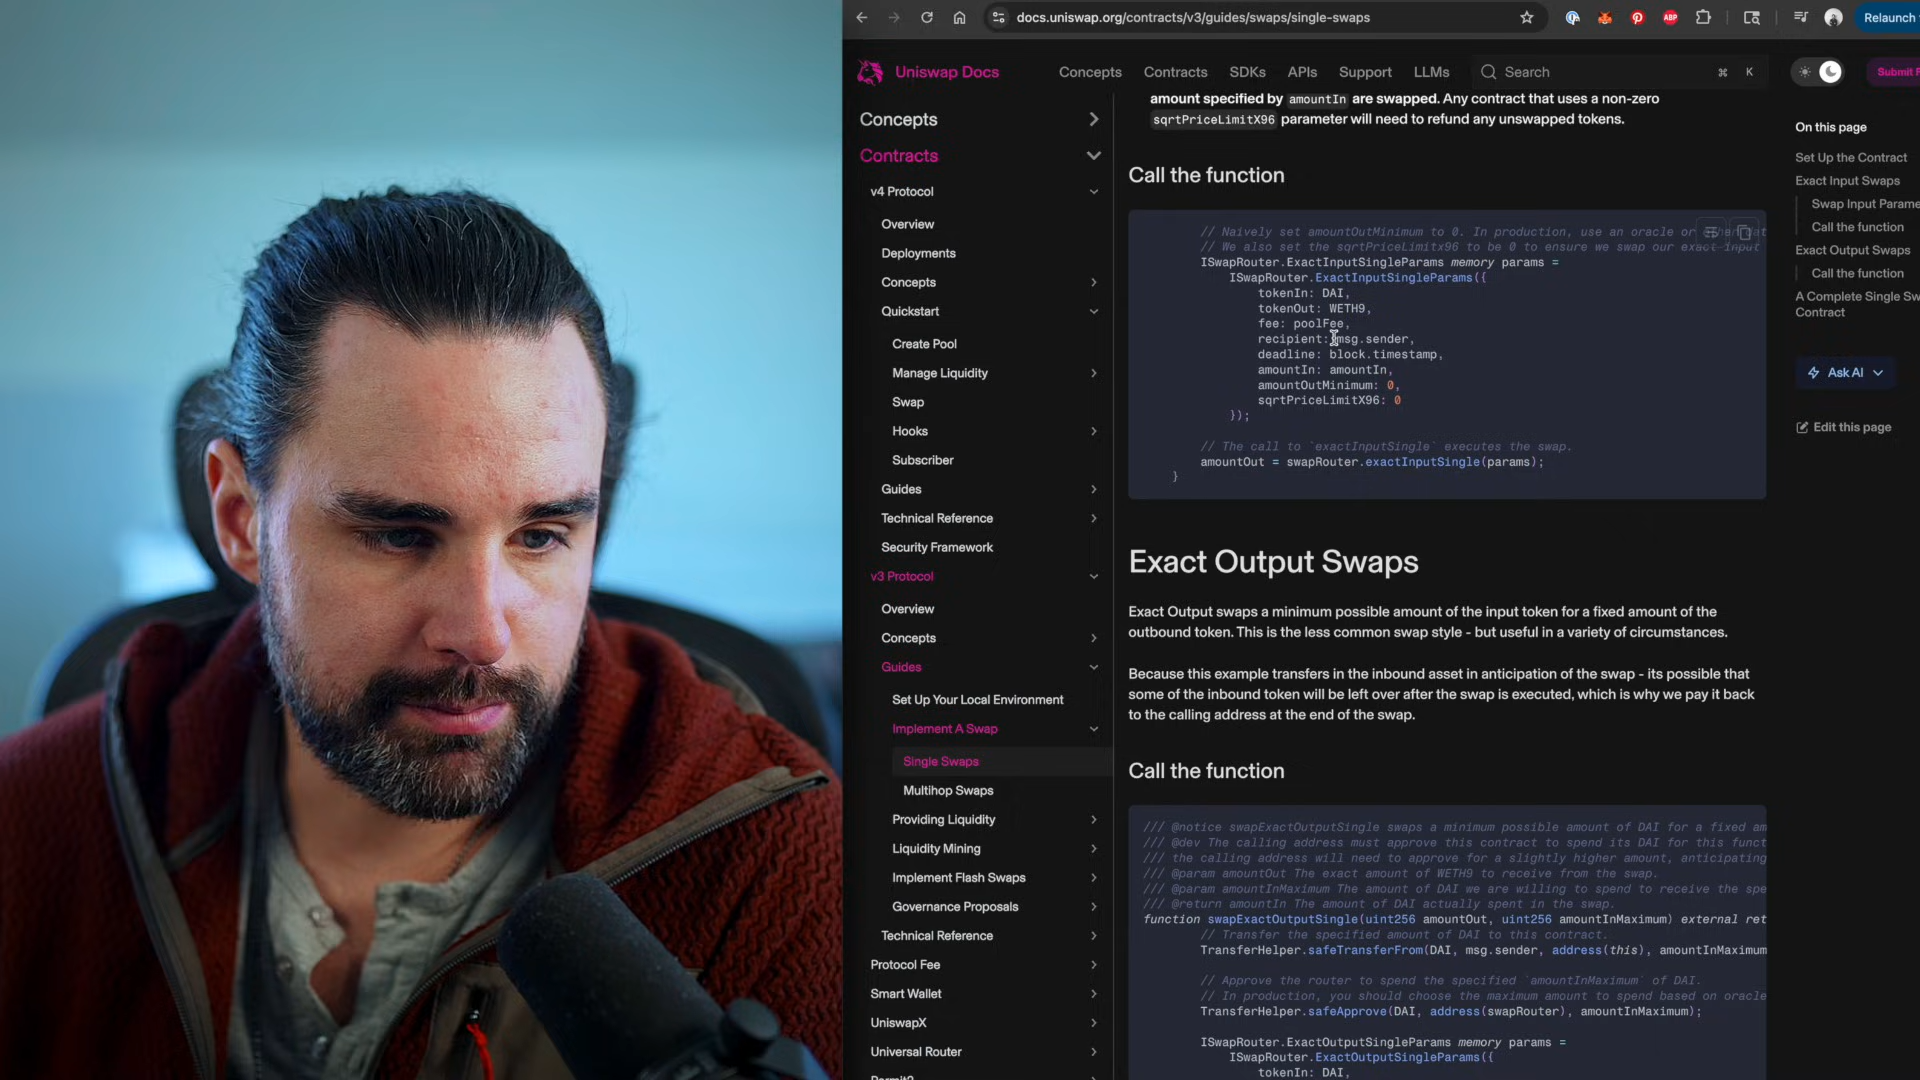 docs.uniswap.org/contracts/v3/guides/swaps/single-swaps
ABP
Relaunch
Uniswap Docs
Concepts
Contracts
SDKs
APIs
Support
LLMs
Search
⌘ K
Submit F
Concepts
Contracts
v4 Protocol
Overview
Deployments
Concepts
Quickstart
Create Pool
Manage Liquidity
Swap
Hooks
Subscriber
Guides
Technical Reference
Security Framework
v3 Protocol
Overview
Concepts
Guides
Set Up Your Local Environment
Implement A Swap
Single Swaps
Multihop Swaps
Providing Liquidity
Liquidity Mining
Implement Flash Swaps
Governance Proposals
Technical Reference
Protocol Fee
Smart Wallet
UniswapX
Universal Router
Permit2
amount specified by amountIn are swapped. Any contract that uses a non-zero
sqrtPriceLimitX96 parameter will need to refund any unswapped tokens.
Call the function
// Naively set amountOutMinimum to 0. In production, use an oracle or
// We also set the sqrtPriceLimitx96 to be 0 to ensure we swap our exact input
ISwapRouter.ExactInputSingleParams memory params =
ISwapRouter.ExactInputSingleParams({
tokenIn: DAI,
tokenOut: WETH9,
fee: poolFee,
recipient: msg.sender,
deadline: block.timestamp,
amountIn: amountIn,
amountOutMinimum: 0,
sqrtPriceLimitX96: 0
});
// The call to `exactInputSingle` executes the swap.
amountOut = swapRouter.exactInputSingle(params);
}
Exact Output Swaps
Exact Output swaps a minimum possible amount of the input token for a fixed amount of the
outbound token. This is the less common swap style - but useful in a variety of circumstances.
Because this example transfers in the inbound asset in anticipation of the swap - its possible that
some of the inbound token will be left over after the swap is executed, which is why we pay it back
to the calling address at the end of the swap.
Call the function
/// @notice swapExactOutputSingle swaps a minimum possible amount of DAI for a fixed am
/// @dev The calling address must approve this contract to spend its DAI for this funct
/// the calling address will need to approve for a slightly higher amount, anticipating
/// @param amountOut The exact amount of WETH9 to receive from the swap.
/// @param amountInMaximum The amount of DAI we are willing to spend to receive the spe
/// @return amountIn The amount of DAI actually spent in the swap.
function swapExactOutputSingle(uint256 amountOut, uint256 amountInMaximum) external ret
// Transfer the specified amount of DAI to this contract.
TransferHelper.safeTransferFrom(DAI, msg.sender, address(this), amountInMaximum
// Approve the router to spend the specified `amountInMaximum` of DAI.
// In production, you should choose the maximum amount to spend based on oracle
TransferHelper.safeApprove(DAI, address(swapRouter), amountInMaximum);
ISwapRouter.ExactOutputSingleParams memory params =
ISwapRouter.ExactOutputSingleParams({
tokenIn: DAI,
On this page
Set Up the Contract
Exact Input Swaps
Swap Input Parame
Call the function
Exact Output Swaps
Call the function
A Complete Single Sw
Contract
Ask AI
Edit this page